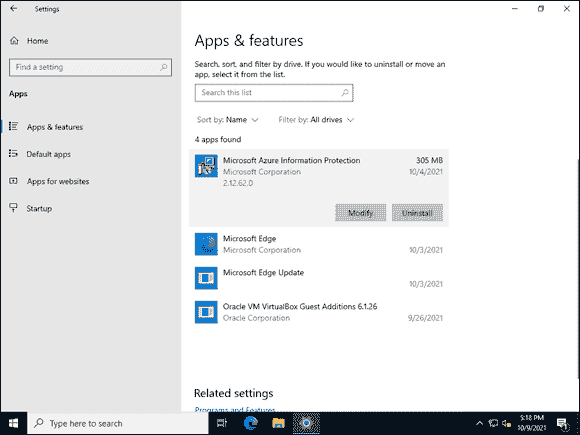 Settings
Home
Find a setting
Apps
Apps & features
Default apps
Apps for websites
Startup
Apps & features
Search, sort, and filter by drive. If you would like to uninstall or move an
app, select it from the list.
Search this list
Sort by: Name
Filter by: All drives
4 apps found
Microsoft Azure Information Protection 305 MB
Microsoft Corporation 10/4/2021
2.12.62.0
Modify Uninstall
Microsoft Edge
Microsoft Corporation 10/3/2021
Microsoft Edge Update
10/3/2021
Oracle VM VirtualBox Guest Additions 6.1.26
Oracle Corporation 9/26/2021
Related settings
Programs and Features
Type here to search
5:18 PM
10/9/2021